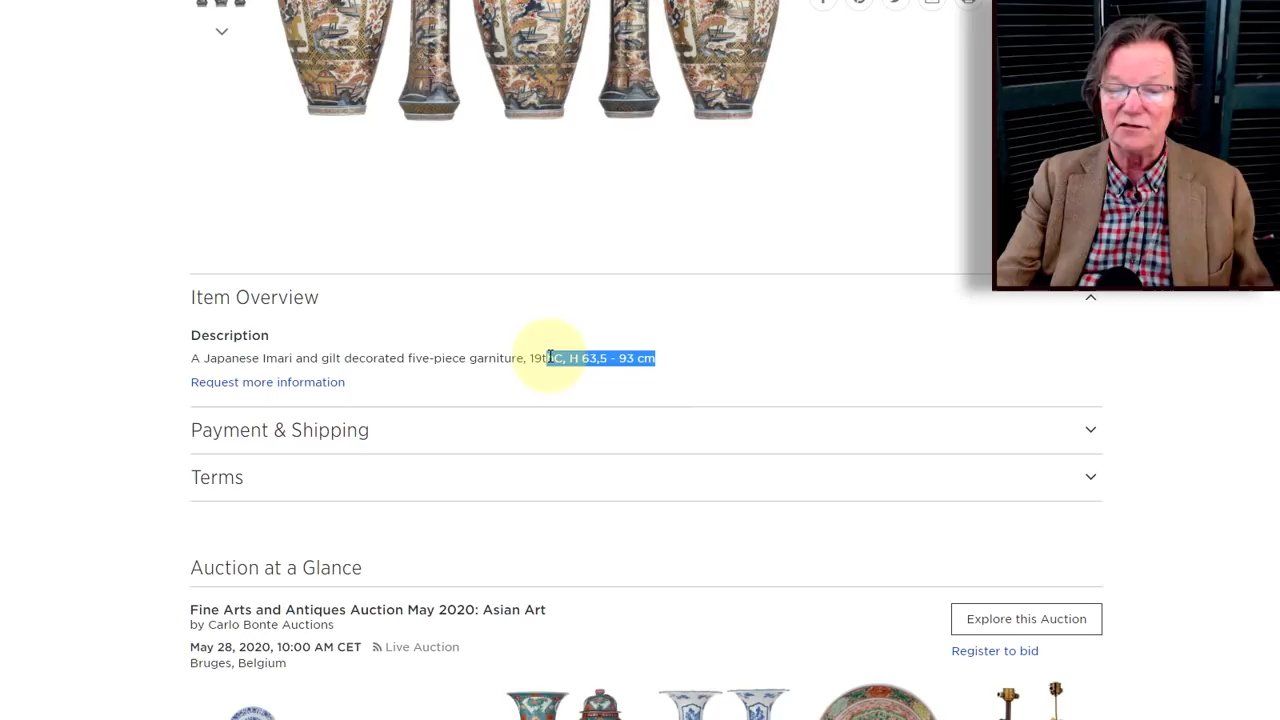 Item Overview
Description
A Japanese Imari and gilt decorated five-piece garniture, 19thC, H 63,5 - 93 cm
Request more information
Payment & Shipping
Terms
Auction at a Glance
Fine Arts and Antiques Auction May 2020: Asian Art
by Carlo Bonte Auctions
Explore this Auction
May 28, 2020, 10:00 AM CET Live Auction
Register to bid
Bruges, Belgium